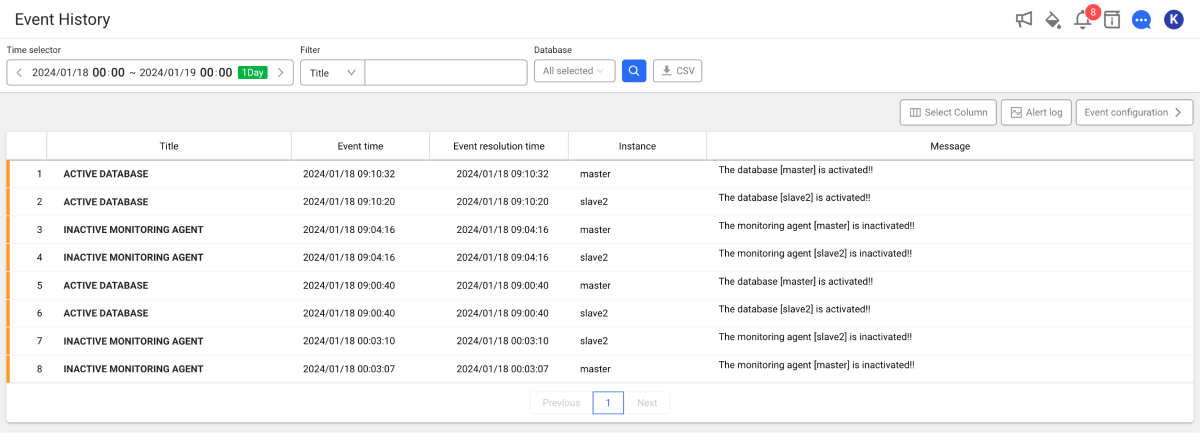 Event History
8
K
Time selector Filter Database
2024/01/18 00:00 ~ 2024/01/19 00:00 1Day Title All selected CSV
Select Column Alert log Event configuration
Title Event time Event resolution time Instance Message
1 ACTIVE DATABASE 2024/01/18 09:10:32 2024/01/18 09:10:32 master The database [master] is activated!!
2 ACTIVE DATABASE 2024/01/18 09:10:20 2024/01/18 09:10:20 slave2 The database [slave2] is activated!!
3 INACTIVE MONITORING AGENT 2024/01/18 09:04:16 2024/01/18 09:04:16 master The monitoring agent [master] is inactivated!!
4 INACTIVE MONITORING AGENT 2024/01/18 09:04:16 2024/01/18 09:04:16 slave2 The monitoring agent [slave2] is inactivated!!
5 ACTIVE DATABASE 2024/01/18 09:00:40 2024/01/18 09:00:40 master The database [master] is activated!!
6 ACTIVE DATABASE 2024/01/18 09:00:40 2024/01/18 09:00:40 slave2 The database [slave2] is activated!!
7 INACTIVE MONITORING AGENT 2024/01/18 00:03:10 2024/01/18 00:03:10 slave2 The monitoring agent [slave2] is inactivated!!
8 INACTIVE MONITORING AGENT 2024/01/18 00:03:07 2024/01/18 00:03:07 master The monitoring agent [master] is inactivated!!
Previous 1 Next